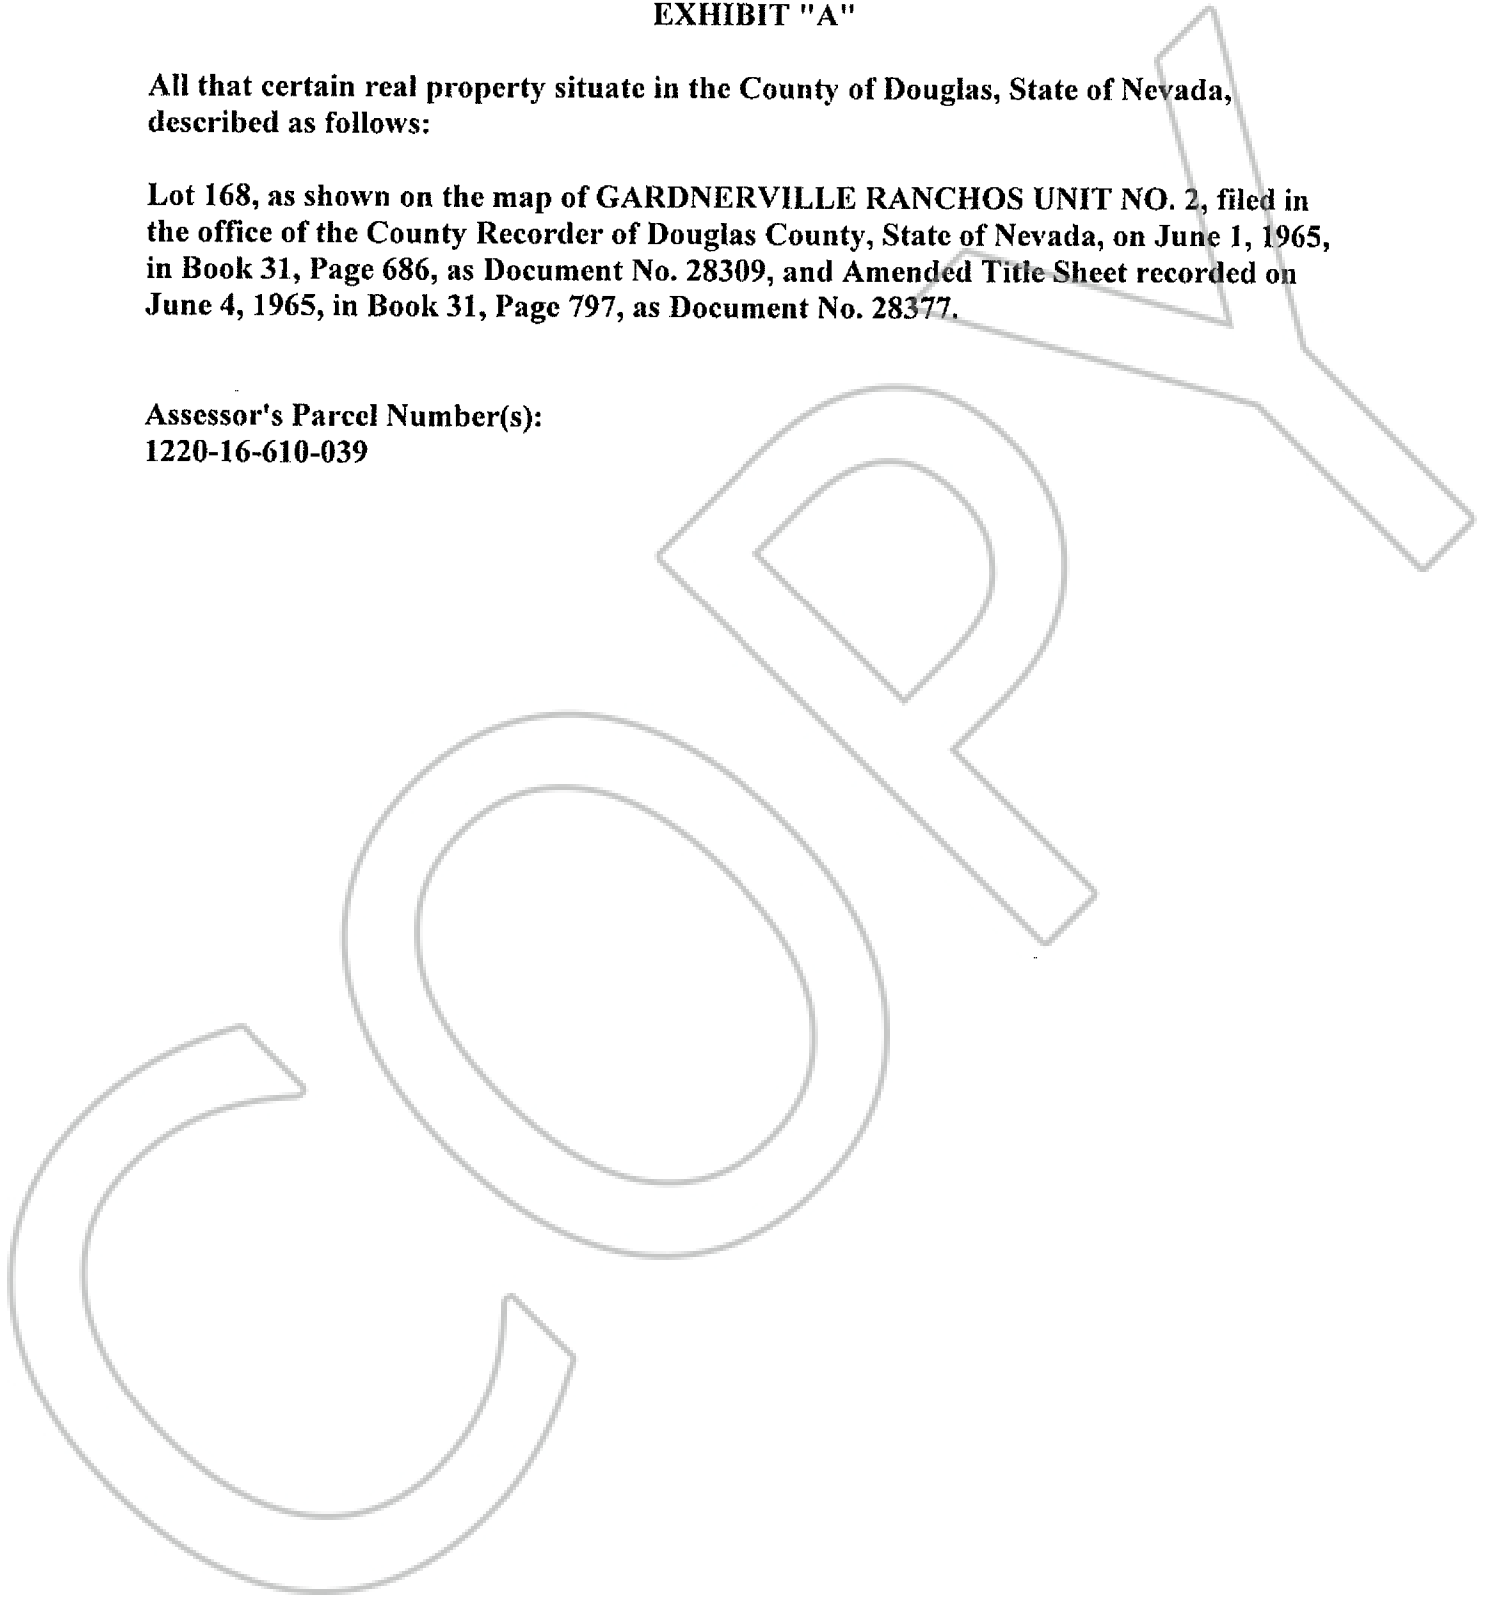 EXHIBIT "A"
All that certain real property situate in the County of Douglas, State of Nevada,
described as follows:
Lot 168, as shown on the map of GARDNERVILLE RANCHOS UNIT NO. 2, filed in
the office of the County Recorder of Douglas County, State of Nevada, on June 1, 1965,
in Book 31, Page 686, as Document No. 28309, and Amended Title Sheet recorded on
June 4, 1965, in Book 31, Page 797, as Document No. 28377.
Assessor's Parcel Number(s):
1220-16-610-039
COPY